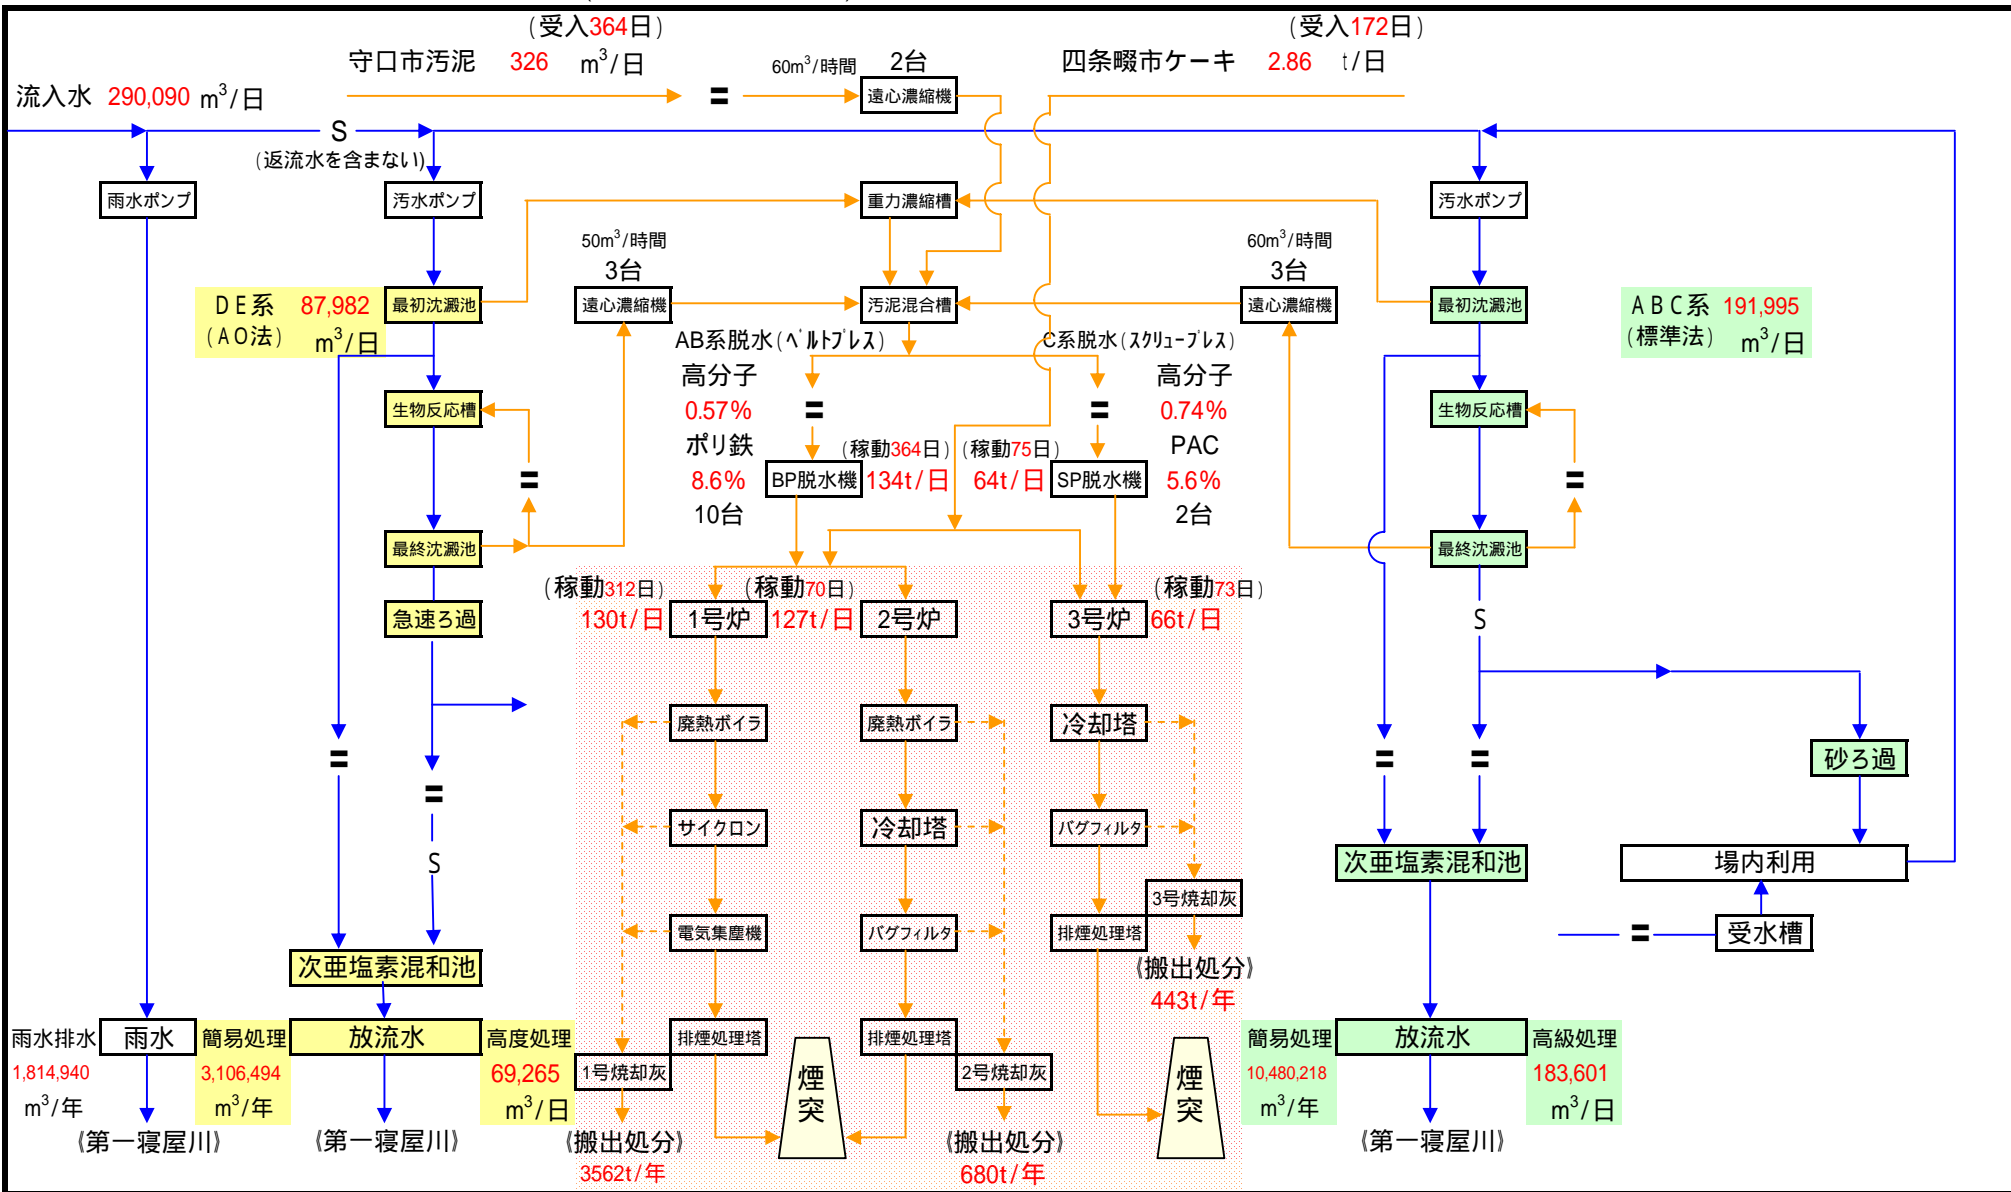 (受入364日)
(受入172日)
守口市汚泥 326 m³/日
60m³/時間 2台
四条畷市ケーキ 2.86 t/日
流入水 290,090 m³/日
=
遠心濃縮機
S
(返流水を含まない)
雨水ポンプ
汚水ポンプ
重力濃縮槽
汚水ポンプ
50m³/時間
3台
60m³/時間
3台
DE系 87,982
(AO法) m³/日
最初沈澱池
遠心濃縮機
汚泥混合槽
遠心濃縮機
最初沈澱池
ABC系 191,995
(標準法) m³/日
AB系脱水(ベルトプレス)
C系脱水(スクリュープレス)
高分子
0.57%
ポリ鉄
8.6%
10台
=
=
高分子
0.74%
PAC
5.6%
2台
生物反応槽
生物反応槽
(稼動364日)
(稼動75日)
BP脱水機 134t/日
64t/日 SP脱水機
=
=
最終沈澱池
最終沈澱池
(稼動312日)
(稼動70日)
(稼動73日)
急速ろ過
130t/日 1号炉
127t/日 2号炉
3号炉 66t/日
S
廃熱ボイラ
廃熱ボイラ
冷却塔
=
=
=
=
砂ろ過
サイクロン
冷却塔
バグフィルタ
S
次亜塩素混和池
場内利用
3号焼却灰
電気集塵機
バグフィルタ
排煙処理塔
=
受水槽
次亜塩素混和池
《搬出処分》
443t/年
雨水排水
1,814,940
m³/年
雨水
簡易処理
3,106,494
m³/年
放流水
高度処理
69,265
m³/日
排煙処理塔
1号焼却灰
煙突
排煙処理塔
2号焼却灰
煙突
簡易処理
10,480,218
m³/年
放流水
高級処理
183,601
m³/日
《第一寝屋川》
《第一寝屋川》
《搬出処分》
3562t/年
《搬出処分》
680t/年
《第一寝屋川》